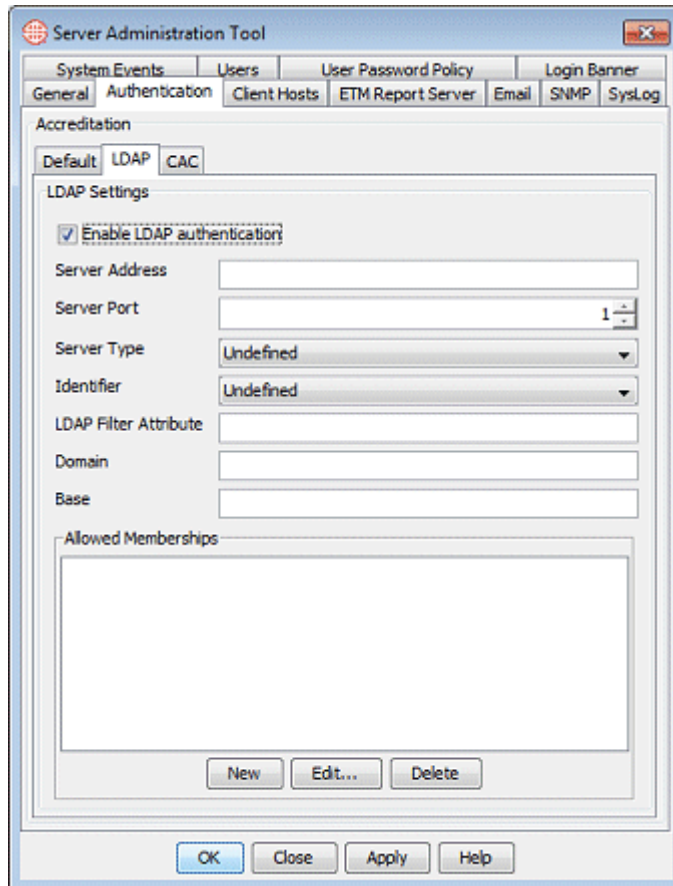 Server Administration Tool
System Events Users User Password Policy Login Banner
General Authentication Client Hosts ETM Report Server Email SNMP SysLog
Accreditation
Default LDAP CAC
LDAP Settings
Enable LDAP authentication
Server Address
Server Port 1
Server Type Undefined
Identifier Undefined
LDAP Filter Attribute
Domain
Base
Allowed Memberships
New Edit... Delete
OK Close Apply Help